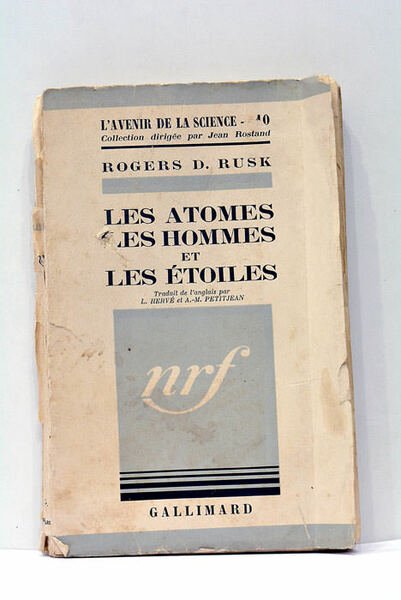 L'AVENIR DE LA SCIENCE -
Collection dirigée par Jean Rostand
ROGERS D. RUSK
LES ATOMES
LES HOMMES
ET
LES ÉTOILES
Traduit de l'anglais par
L. HERVÉ et A.-M. PETITJEAN
nrf
GALLIMARD